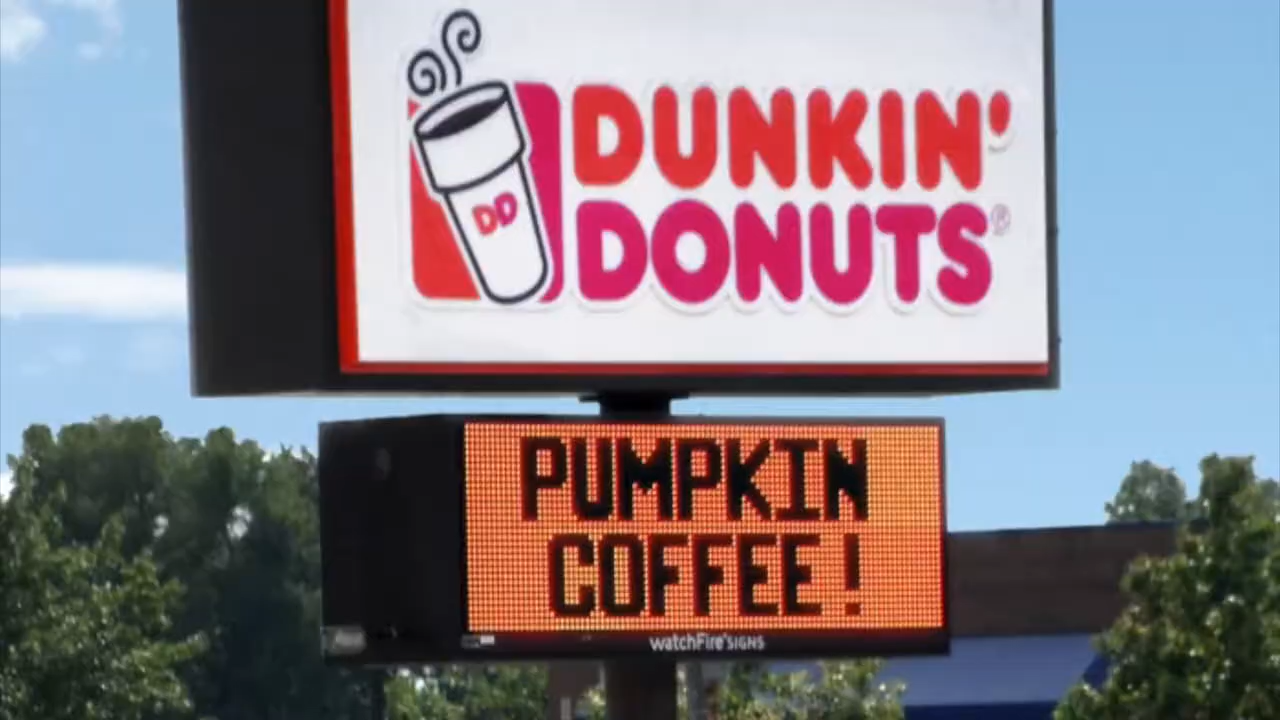 DUNKIN'
DONUTS®
DD
PUMPKIN
COFFEE!
watchFire®SIGNS